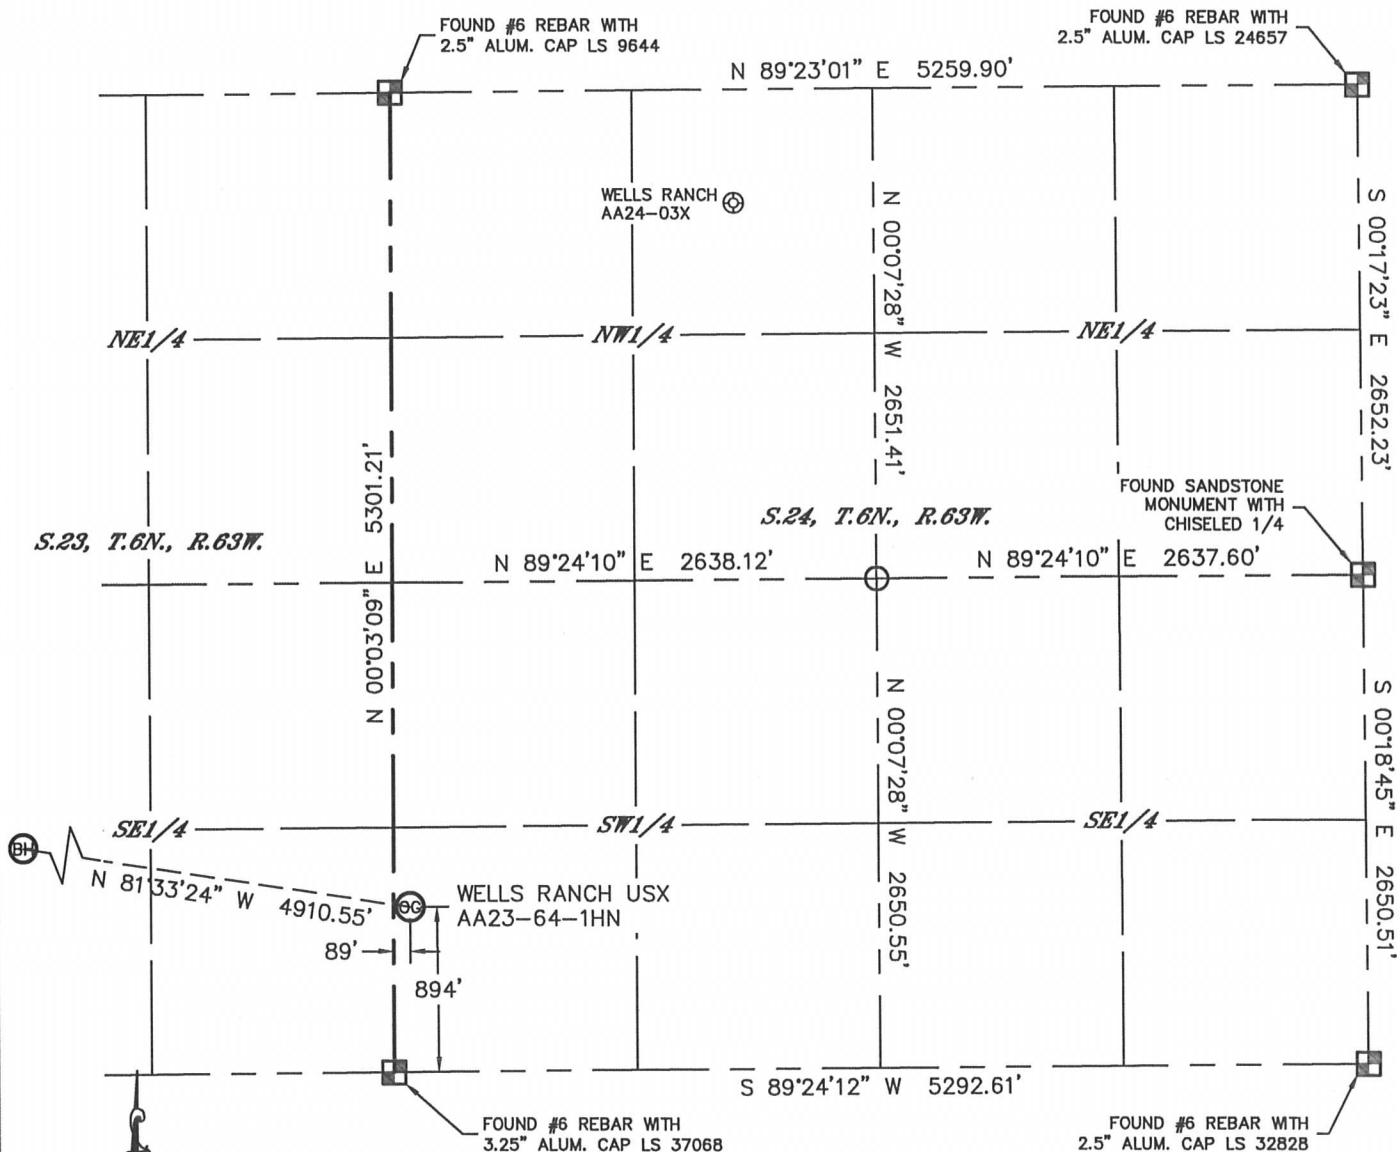 FOUND #6 REBAR WITH
2.5" ALUM. CAP LS 9644
FOUND #6 REBAR WITH
2.5" ALUM. CAP LS 24657
N 89°23'01" E 5259.90'
WELLS RANCH
AA24-03X
N 00°07'28" W 2651.41'
S 00°17'23" E 2652.23'
NE1/4
NW1/4
NE1/4
N 00°03'09" E 5301.21'
FOUND SANDSTONE
MONUMENT WITH
CHISELED 1/4
S.23, T.6N., R.63W.
S.24, T.6N., R.63W.
N 89°24'10" E 2638.12'
N 89°24'10" E 2637.60'
N 00°07'28" W 2650.55'
S 00°18'45" E 2650.51'
SE1/4
SW1/4
SE1/4
BH
N 81°33'24" W 4910.55'
OG
WELLS RANCH USX
AA23-64-1HN
89'
894'
S 89°24'12" W 5292.61'
FOUND #6 REBAR WITH
3.25" ALUM. CAP LS 37068
FOUND #6 REBAR WITH
2.5" ALUM. CAP LS 32828